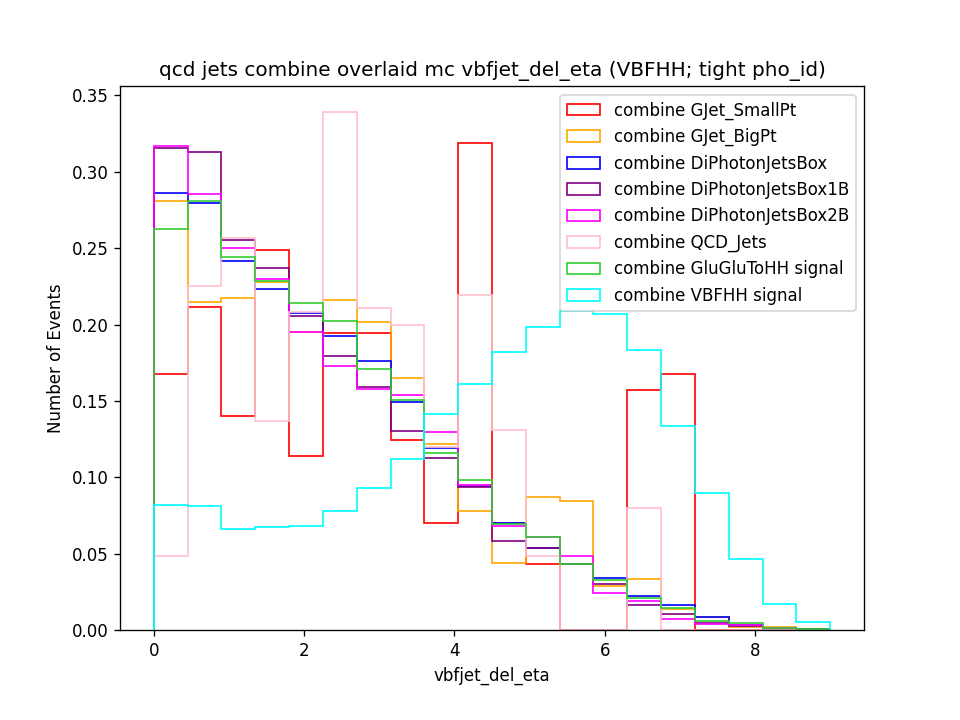 qcd jets combine overlaid mc vbfjet_del_eta (VBFHH; tight pho_id)
0.35
0.30
0.25
0.20
0.15
0.10
0.05
0.00
Number of Events
combine GJet_SmallPt
combine GJet_BigPt
combine DiPhotonJetsBox
combine DiPhotonJetsBox1B
combine DiPhotonJetsBox2B
combine QCD_Jets
combine GluGluToHH signal
combine VBFHH signal
0 2 4 6 8
vbfjet_del_eta